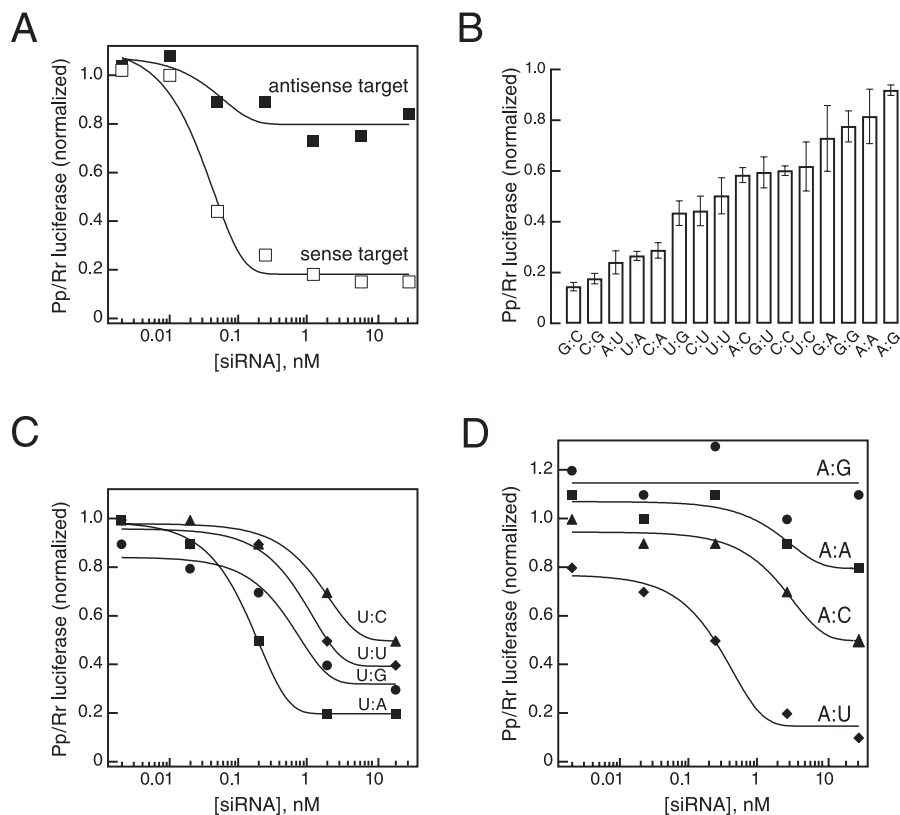 A
Pp/Rr luciferase (normalized)
1.0
0.8
0.6
0.4
0.2
0
antisense target
sense target
0.01 0.1 1 10
[siRNA], nM
B
Pp/Rr luciferase (normalized)
1.0
0.8
0.6
0.4
0.2
0
G:C C:G A:U U:A C:A U:G C:U U:U A:C G:U C:C U:C G:A G:G A:A A:G
C
Pp/Rr luciferase (normalized)
1.0
0.8
0.6
0.4
0.2
0
U:C
U:U
U:G
U:A
0.01 0.1 1 10
[siRNA], nM
D
Pp/Rr luciferase (normalized)
1.2
1.0
0.8
0.6
0.4
0.2
0
A:G
A:A
A:C
A:U
0.01 0.1 1 10
[siRNA], nM